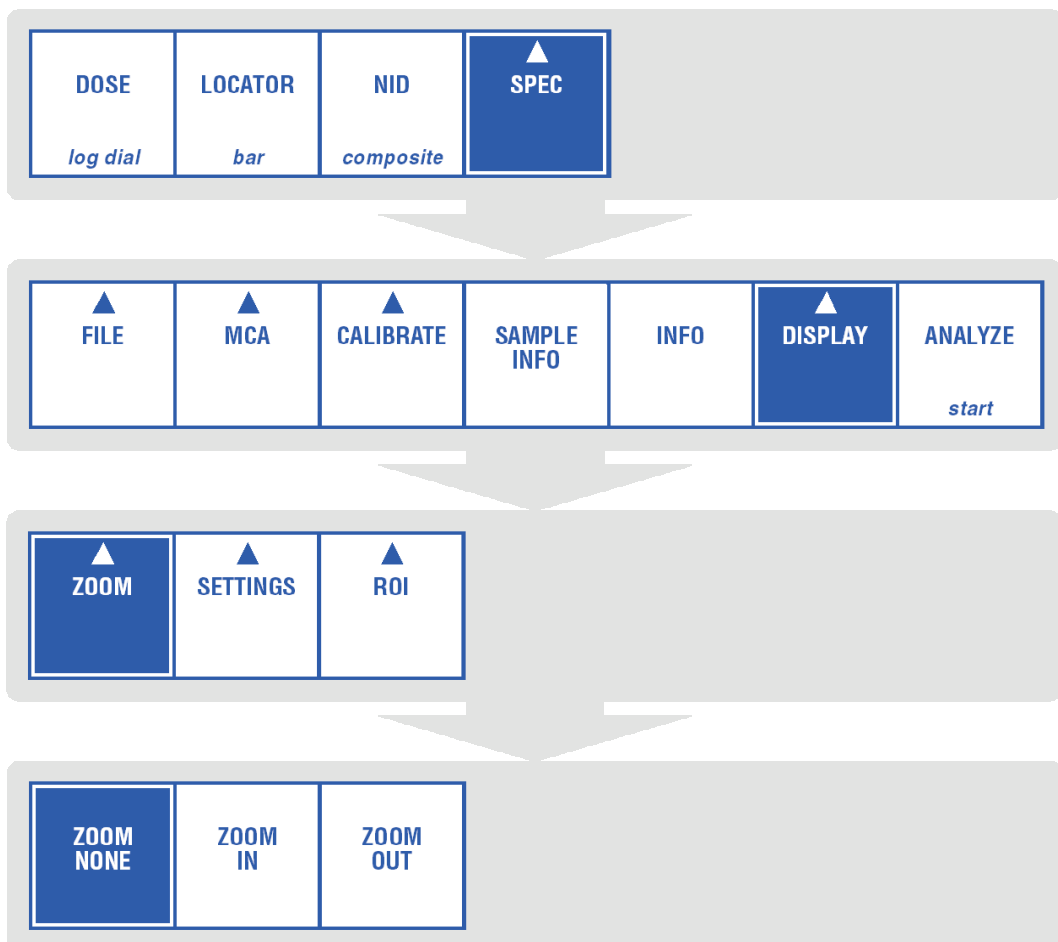 DOSE LOCATOR NID SPEC
log dial bar composite
FILE MCA CALIBRATE SAMPLE INFO DISPLAY ANALYZE
INFO
start
ZOOM SETTINGS ROI
ZOOM ZOOM ZOOM
NONE IN OUT